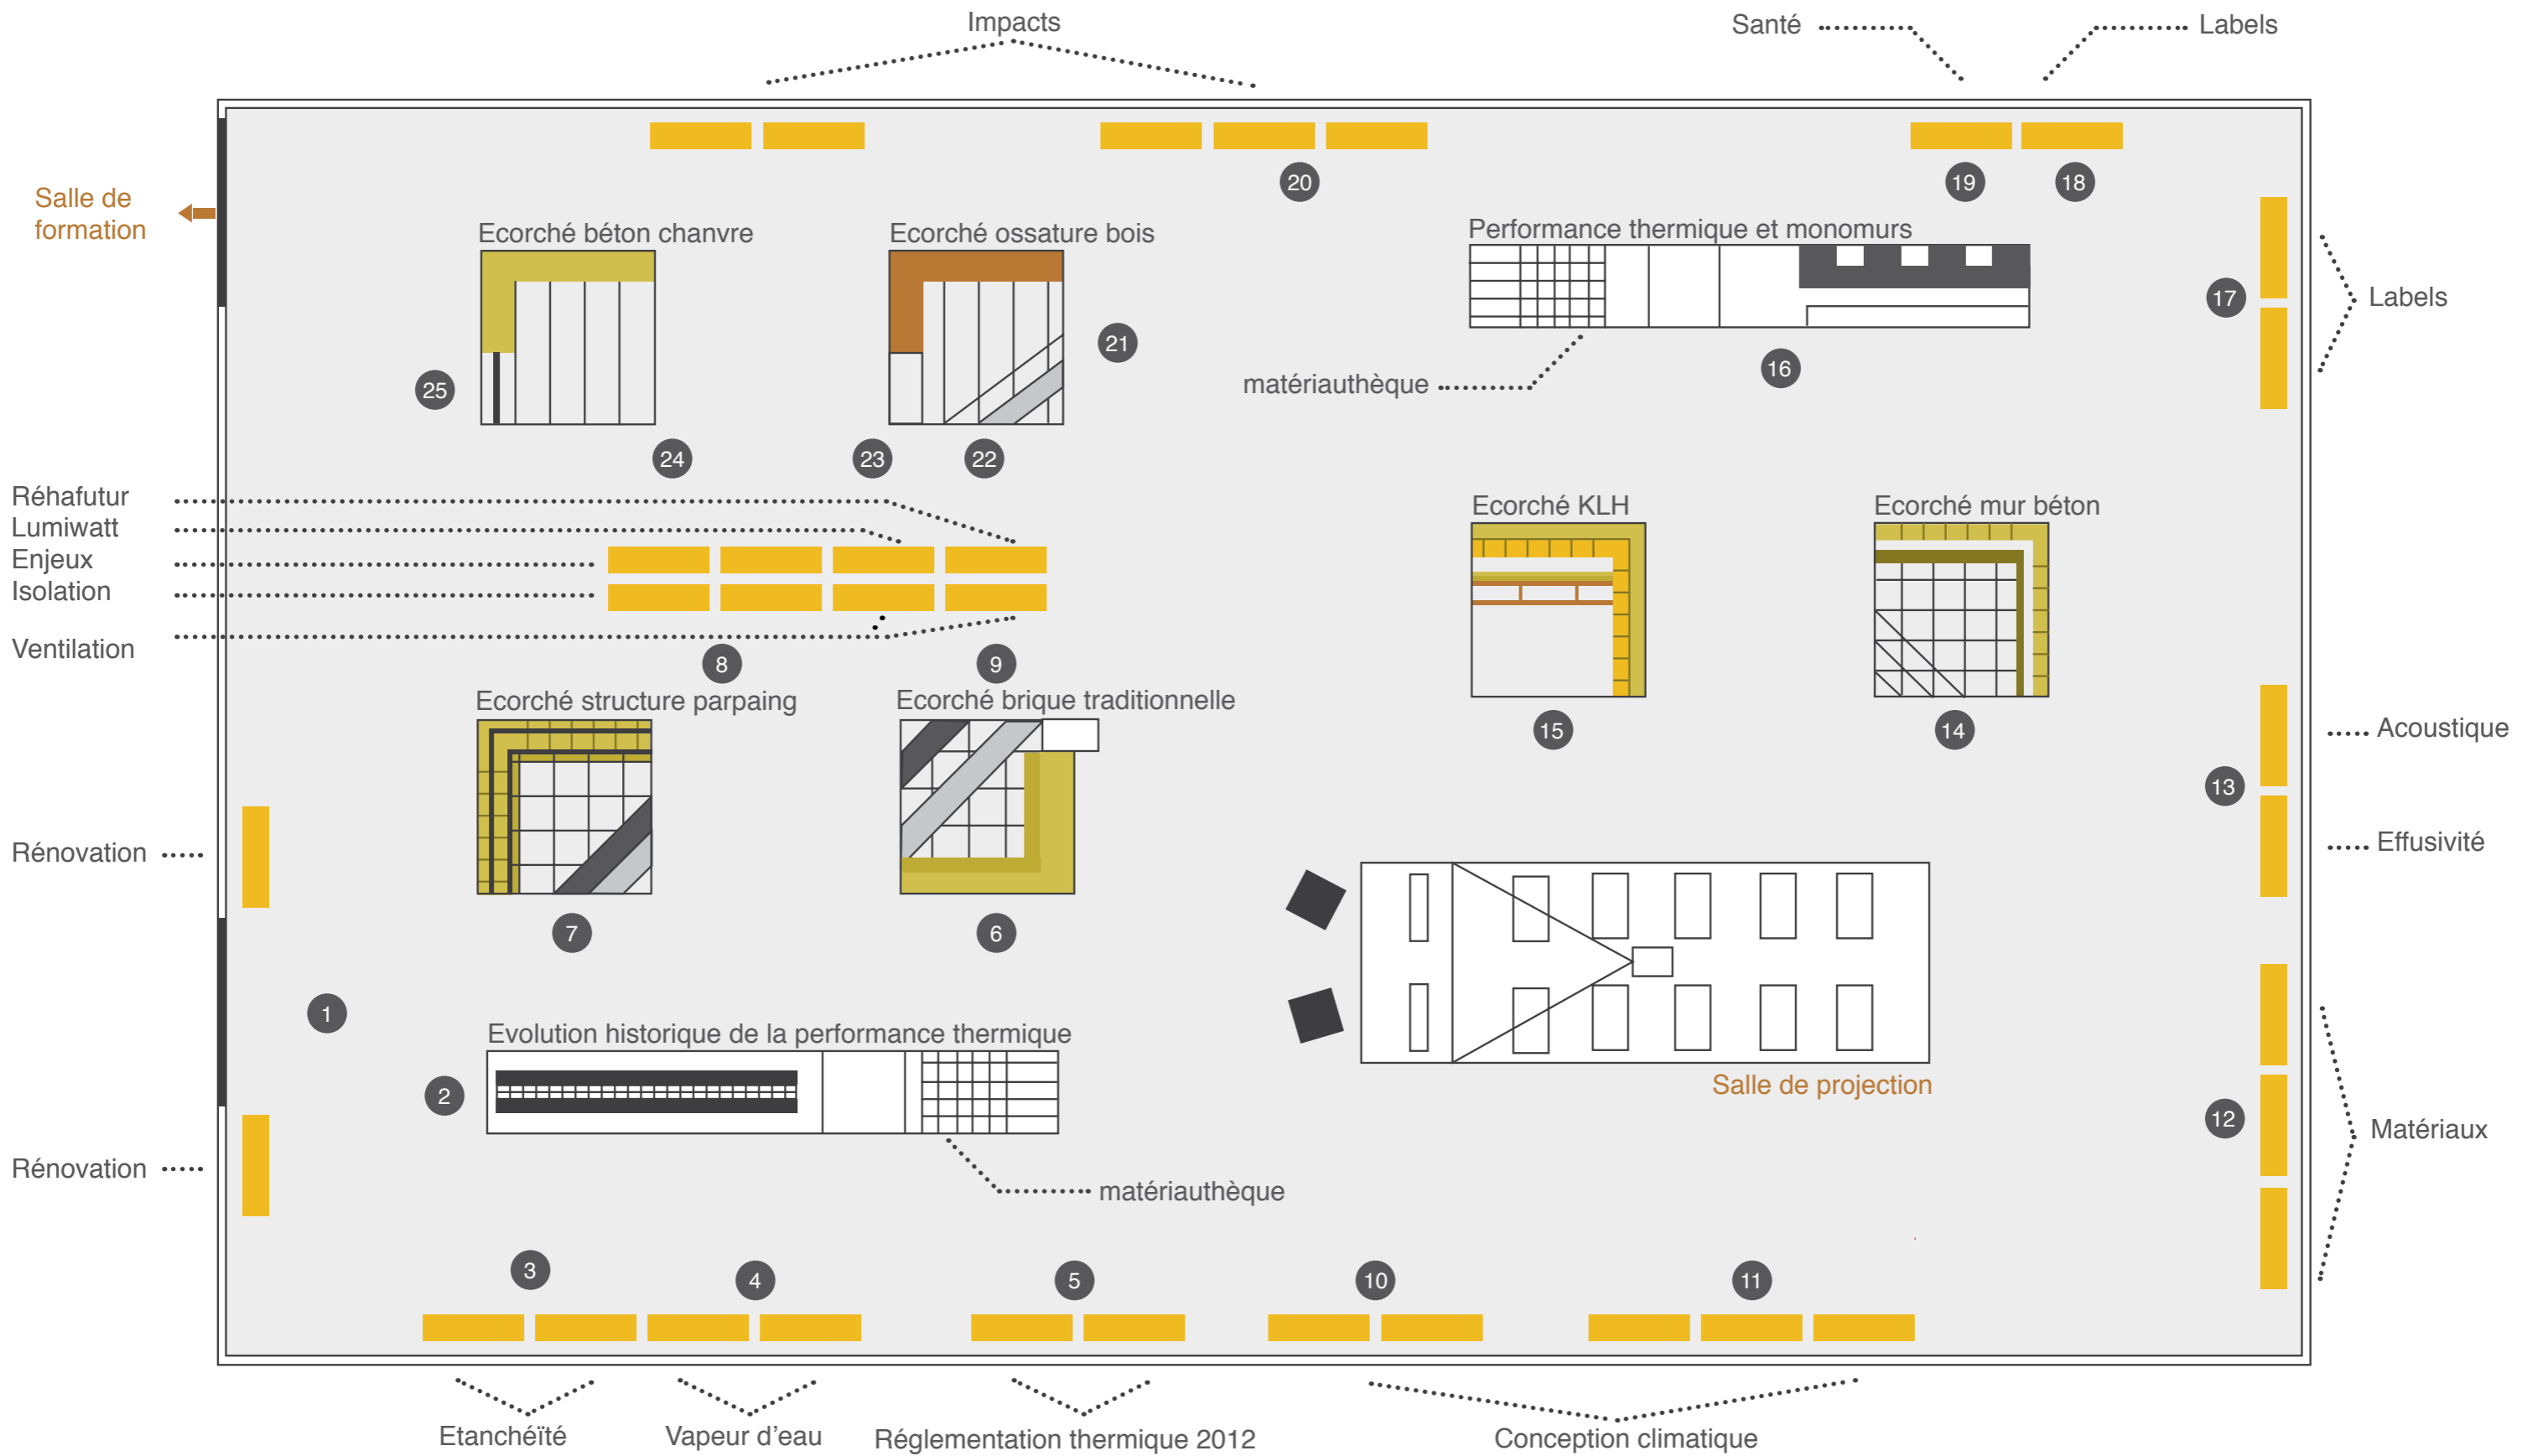 Impacts
Santé
Labels
20
19
18
Salle de
formation
Ecorché béton chanvre
Ecorché ossature bois
Performance thermique et monomurs
17
Labels
21
16
25
matériauthèque
24
23
22
Réhafutur
Lumiwatt
Enjeux
Isolation
Ventilation
Ecorché KLH
Ecorché mur béton
8
9
Ecorché structure parpaing
Ecorché brique traditionnelle
15
14
Acoustique
13
Effusivité
Rénovation
7
6
1
Evolution historique de la performance thermique
2
Salle de projection
12
Matériaux
Rénovation
matériauthèque
3
4
5
10
11
Etanchéïté
Vapeur d'eau
Réglementation thermique 2012
Conception climatique